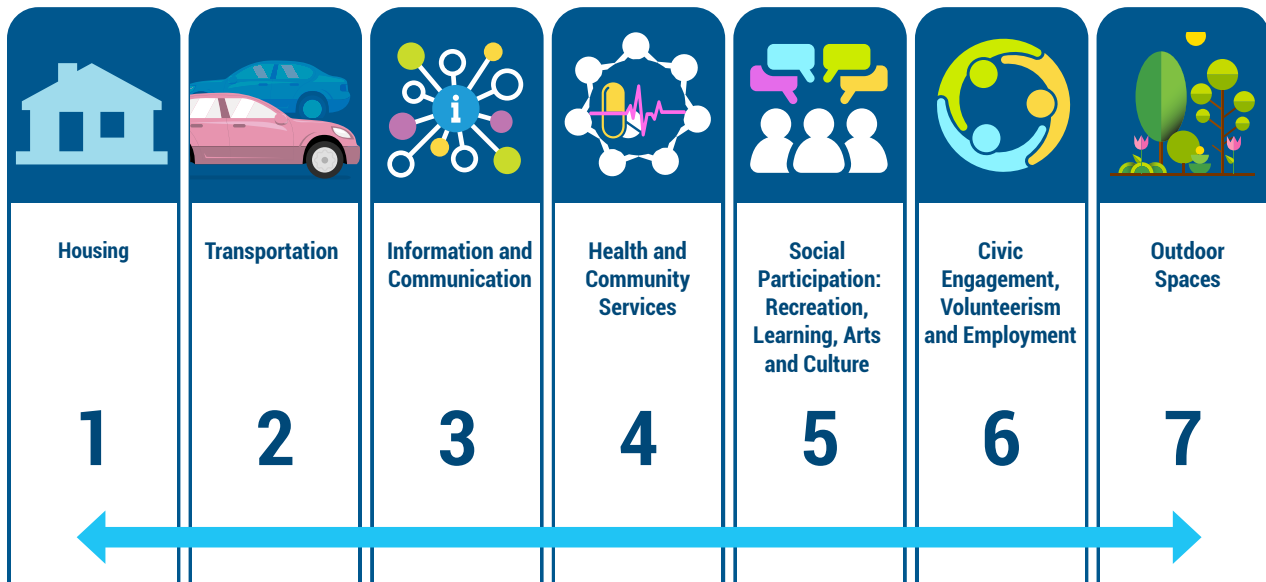 i
Housing
Transportation
Information and
Communication
Health and
Community
Services
Social
Participation:
Recreation,
Learning, Arts
and Culture
Civic
Engagement,
Volunteerism
and Employment
Outdoor
Spaces
1
2
3
4
5
6
7